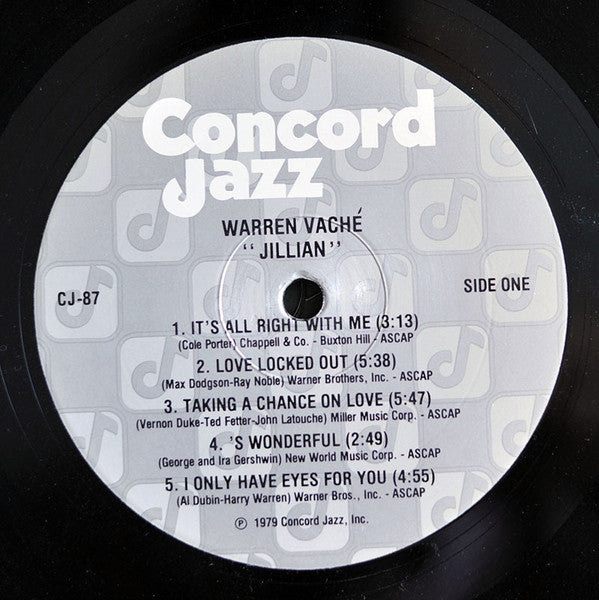 Concord
Jazz
WARREN VACHÉ
"JILLIAN"
CJ-87
SIDE ONE
1. IT'S ALL RIGHT WITH ME (3:13)
(Cole Porter) Chappell & Co. - Buxton Hill - ASCAP
2. LOVE LOCKED OUT (5:38)
(Max Dodgson-Ray Noble) Warner Brothers, Inc. - ASCAP
3. TAKING A CHANCE ON LOVE (5:47)
(Vernon Duke-Ted Fetter-John Latouche) Miller Music Corp. - ASCAP
4. 'S WONDERFUL (2:49)
(George and Ira Gershwin) New World Music Corp. - ASCAP
5. I ONLY HAVE EYES FOR YOU (4:55)
(Al Dubin-Harry Warren) Warner Bros., Inc. - ASCAP
℗ 1979 Concord Jazz, Inc.